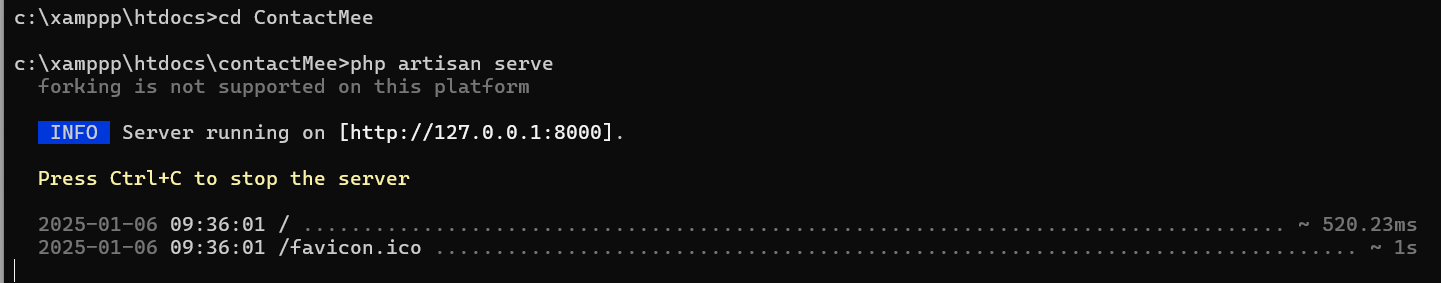 c:\xamppp\htdocs>cd ContactMee
c:\xamppp\htdocs\contactMee>php artisan serve
forking is not supported on this platform
INFO Server running on [http://127.0.0.1:8000].
Press Ctrl+C to stop the server
2025-01-06 09:36:01 / ................................................................................... ~ 520.23ms
2025-01-06 09:36:01 /favicon.ico .............................................................................. ~ 1s